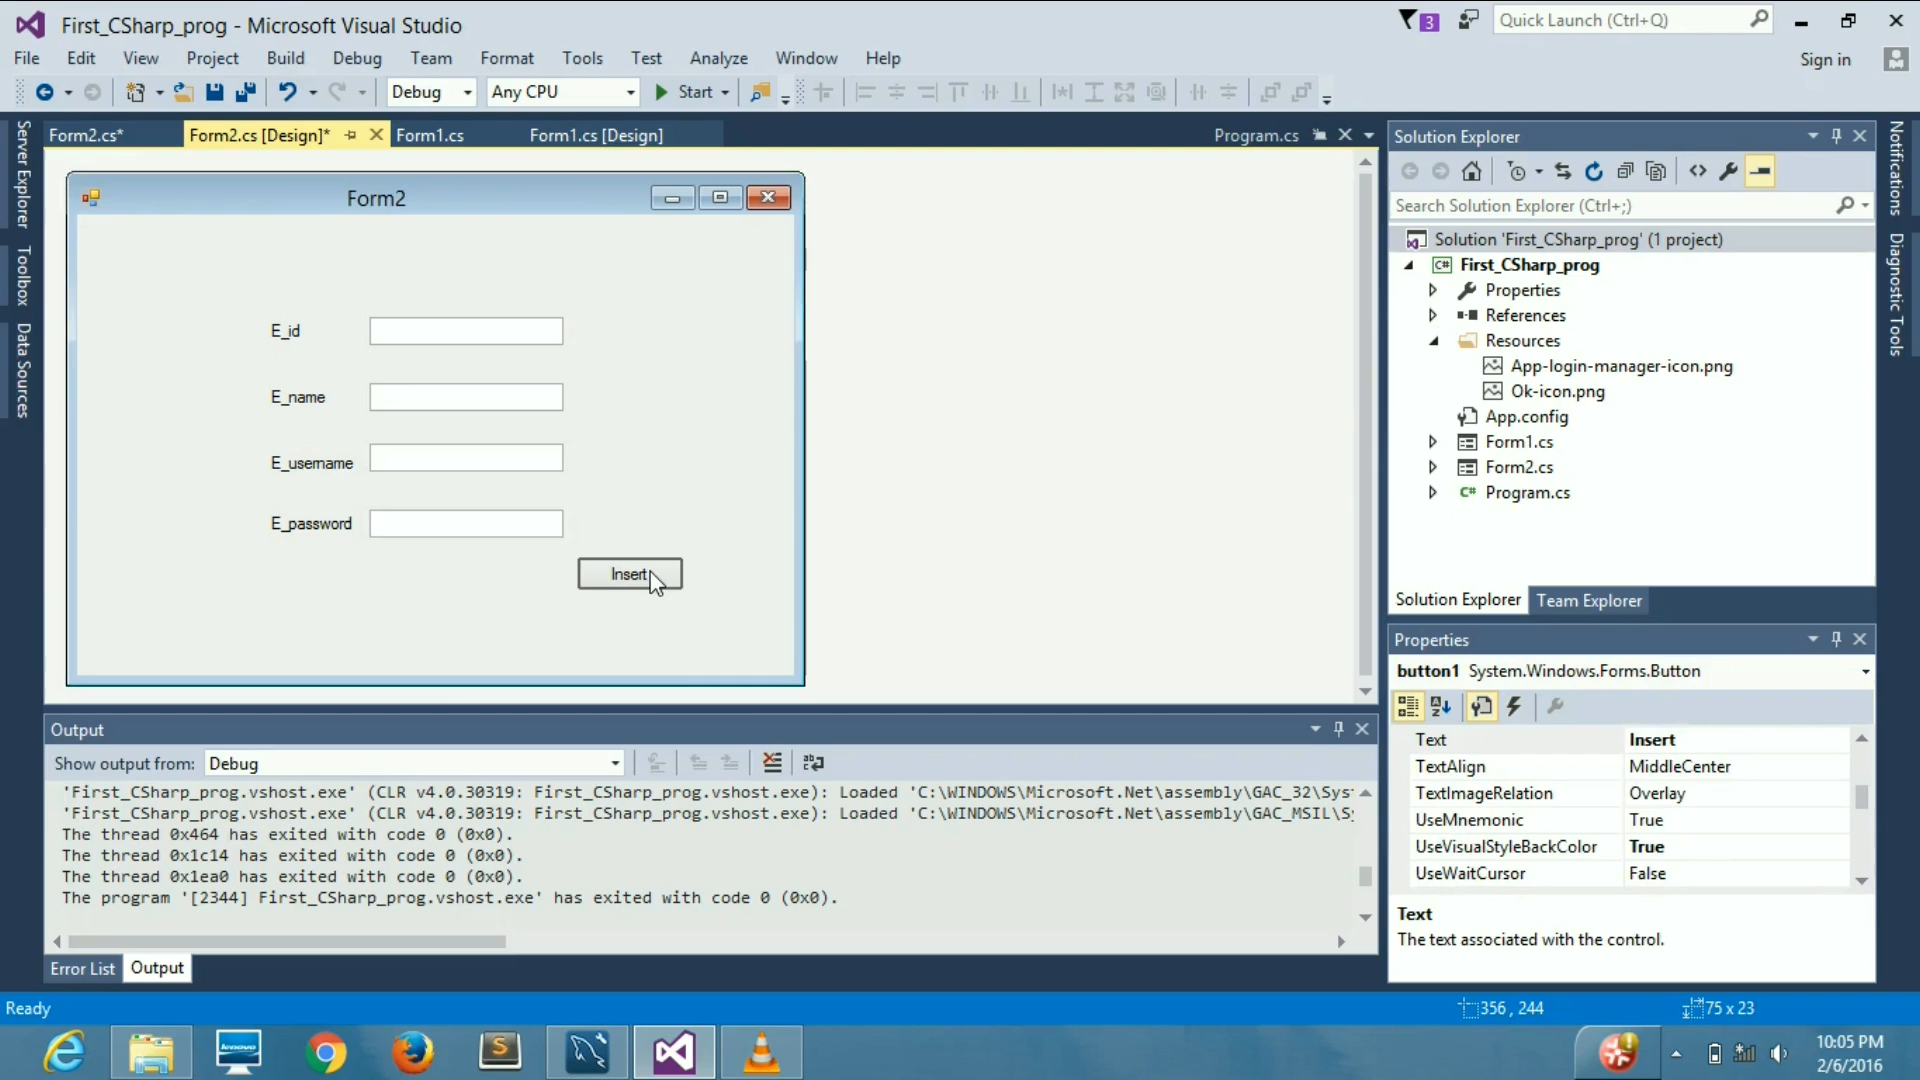 First_CSharp_prog - Microsoft Visual Studio
3
Quick Launch (Ctrl+Q)
File Edit View Project Build Debug Team Format Tools Test Analyze Window Help
Sign in
Debug Any CPU Start
Form2.cs* Form2.cs [Design]* Form1.cs Form1.cs [Design] Program.cs
Server Explorer
Toolbox
Data Sources
Form2
E_id
E_name
E_username
E_password
Insert
Solution Explorer
Search Solution Explorer (Ctrl+;)
Solution 'First_CSharp_prog' (1 project)
C# First_CSharp_prog
Properties
References
Resources
App-login-manager-icon.png
Ok-icon.png
App.config
Form1.cs
Form2.cs
C# Program.cs
Solution Explorer Team Explorer
Notifications
Diagnostic Tools
Properties
button1 System.Windows.Forms.Button
Text Insert
TextAlign MiddleCenter
TextImageRelation Overlay
UseMnemonic True
UseVisualStyleBackColor True
UseWaitCursor False
Text
The text associated with the control.
Output
Show output from: Debug
'First_CSharp_prog.vshost.exe' (CLR v4.0.30319: First_CSharp_prog.vshost.exe): Loaded 'C:\WINDOWS\Microsoft.Net\assembly\GAC_32\Syst
'First_CSharp_prog.vshost.exe' (CLR v4.0.30319: First_CSharp_prog.vshost.exe): Loaded 'C:\WINDOWS\Microsoft.Net\assembly\GAC_MSIL\Sy
The thread 0x464 has exited with code 0 (0x0).
The thread 0x1c14 has exited with code 0 (0x0).
The thread 0x1ea0 has exited with code 0 (0x0).
The program '[2344] First_CSharp_prog.vshost.exe' has exited with code 0 (0x0).
Error List Output
Ready
356 , 244
75 x 23
lenovo
10:05 PM
2/6/2016